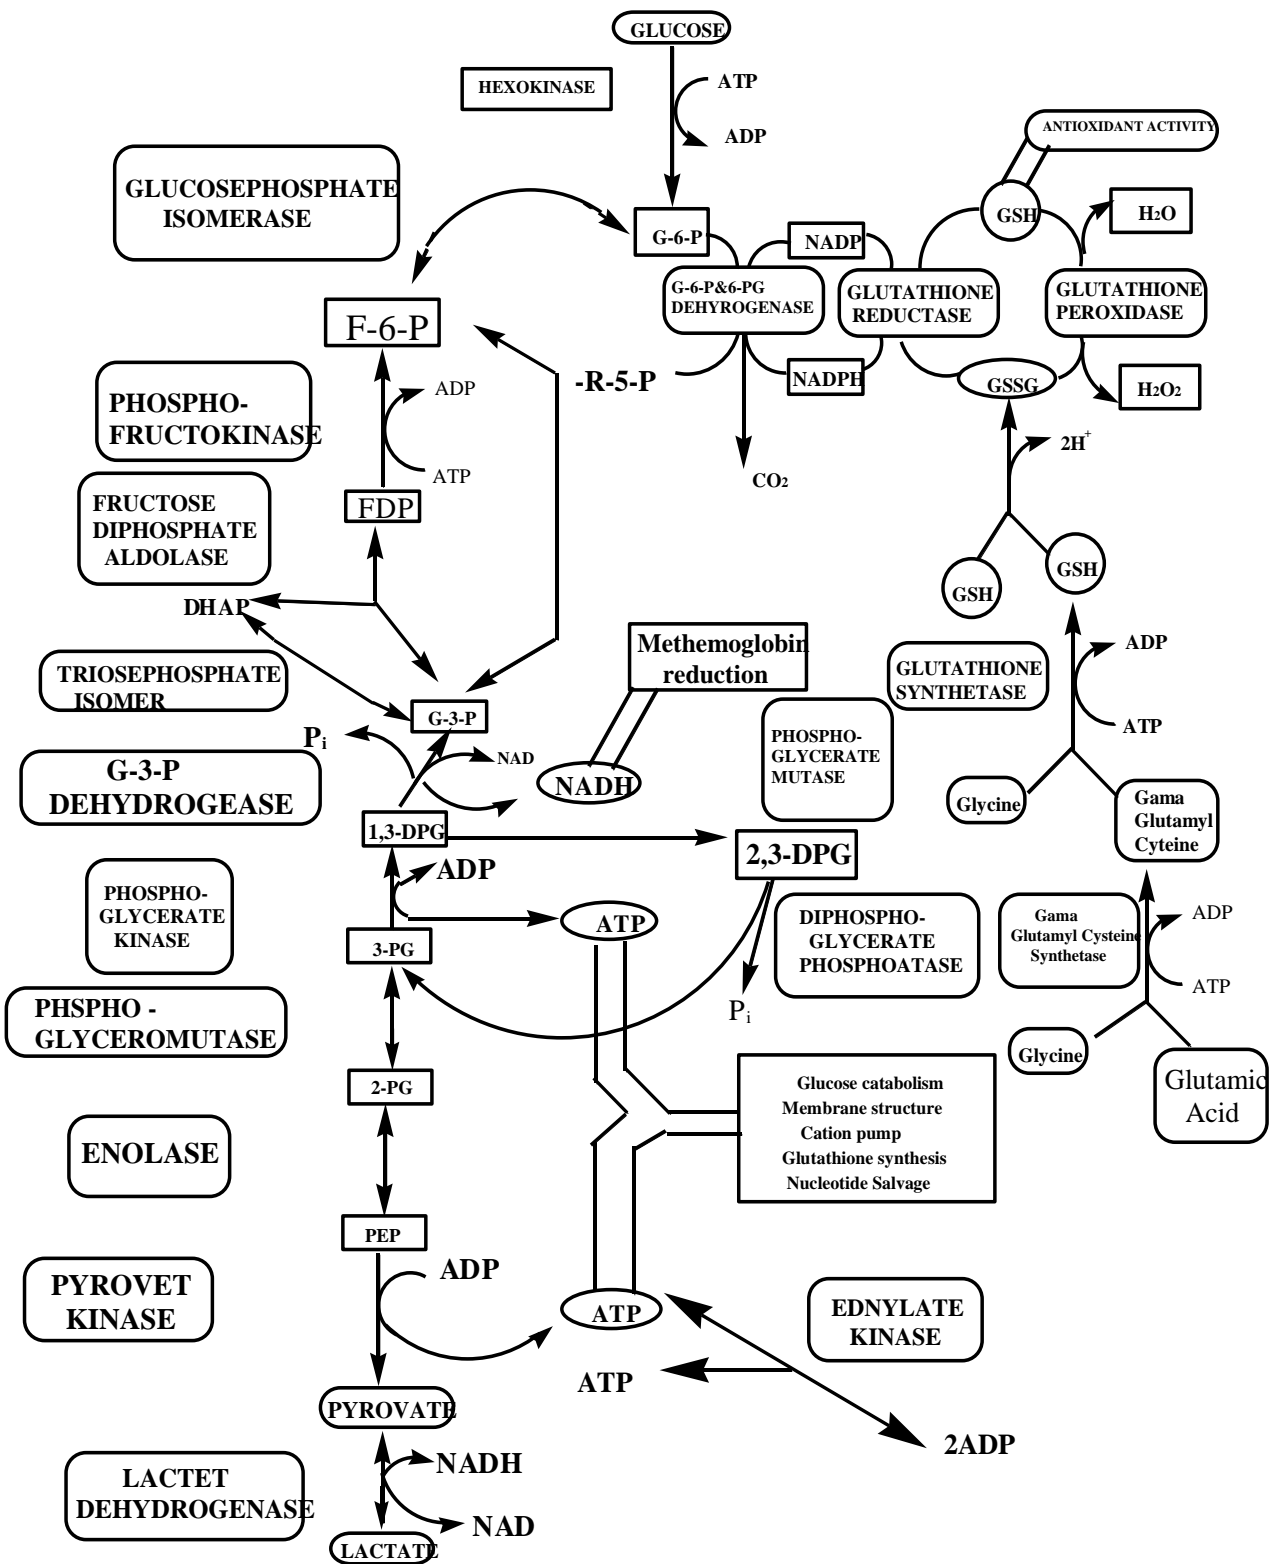 GLUCOSE
HEXOKINASE
ATP
ADP
ANTIOXIDANT ACTIVITY
GLUCOSEPHOSPHATE
ISOMERASE
G-6-P
NADP
GSH
H2O
G-6-P&6-PG
DEHYROGENASE
GLUTATHIONE
REDUCTASE
GLUTATHIONE
PEROXIDASE
F-6-P
-R-5-P
NADPH
GSSG
H2O2
CO2
2H+
PHOSPHO-
FRUCTOKINASE
ADP
ATP
FDP
FRUCTOSE
DIPHOSPHATE
ALDOLASE
DHAP
GSH
GSH
TRIOSEPHOSPHATE
ISOMER
G-3-P
Methemoglobin
reduction
GLUTATHIONE
SYNTHETASE
ADP
ATP
Pi
NAD
NADH
G-3-P
DEHYDROGEASE
PHOSPHO-
GLYCERATE
MUTASE
Glycine
Gama
Glutamyl
Cyteine
1,3-DPG
2,3-DPG
ADP
ATP
PHOSPHO-
GLYCERATE
KINASE
3-PG
DIPHOSPHO-
GLYCERATE
PHOSPHOATASE
Pi
Gama
Glutamyl Cysteine
Synthetase
ADP
ATP
PHSPHO -
GLYCEROMUTASE
Glycine
Glutamic
Acid
2-PG
Glucose catabolism
Membrane structure
Cation pump
Glutathione synthesis
Nucleotide Salvage
ENOLASE
PEP
ADP
PYROVET
KINASE
ATP
EDNYLATE
KINASE
ATP
2ADP
PYROVATE
NADH
LACTET
DEHYDROGENASE
NAD
LACTATE